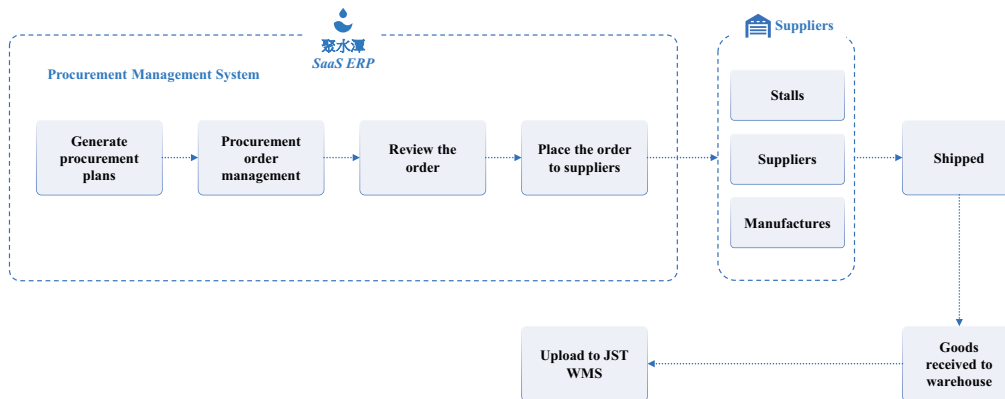 聚水潭
SaaS ERP
Suppliers
Procurement Management System
Generate
procurement
plans
Procurement
order
management
Review the
order
Place the order
to suppliers
Stalls
Suppliers
Manufactures
Shipped
Goods
received to
warehouse
Upload to JST
WMS